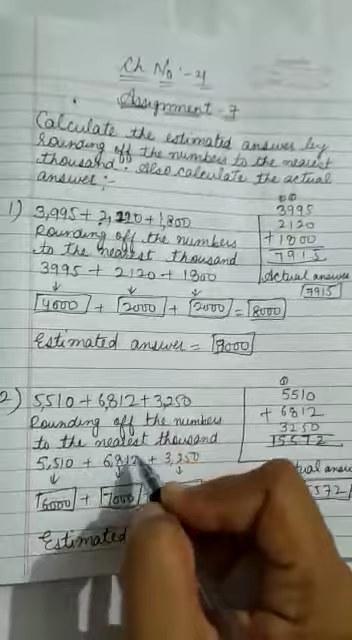 Ch No :- 4
Assignment - 7
Calculate the estimated answer by
Rounding off the numbers to the nearest
thousand. Also calculate the actual
answer :-
1) 3,995 + 2,120 + 1,800
Rounding off the numbers
to the nearest thousand
3995 + 2120 + 1800
4000 + 2000 + 2000 = 8000
Estimated answer = 8000
3995
2120
+ 1800
7915
Actual answer
7915
2) 5,510 + 6,812 + 3,250
Rounding off the numbers
to the nearest thousand
5,510 + 6,812 + 3,250
6000 + 7000
Estimated
5510
+ 6812
3250
15572